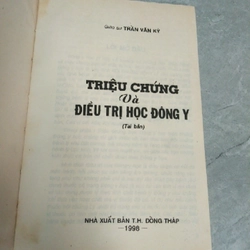 Giáo sư TRẦN VĂN KỲ
TRIỆU CHỨNG
Và
ĐIỀU TRỊ HỌC ĐÔNG Y
(Tái bản)
NHÀ XUẤT BẢN T.H. ĐỒNG THÁP
—1998—